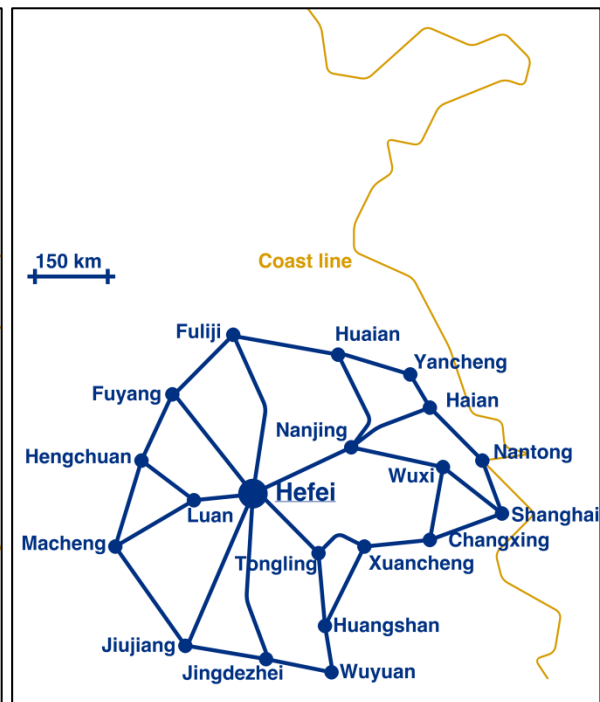 150 km
Coast line
Fuliji
Huaian
Yancheng
Fuyang
Haian
Nanjing
Hengchuan
Nantong
Wuxi
Hefei
Luan
Shanghai
Macheng
Changxing
Tongling
Xuancheng
Huangshan
Jiujiang
Jingdezhei
Wuyuan